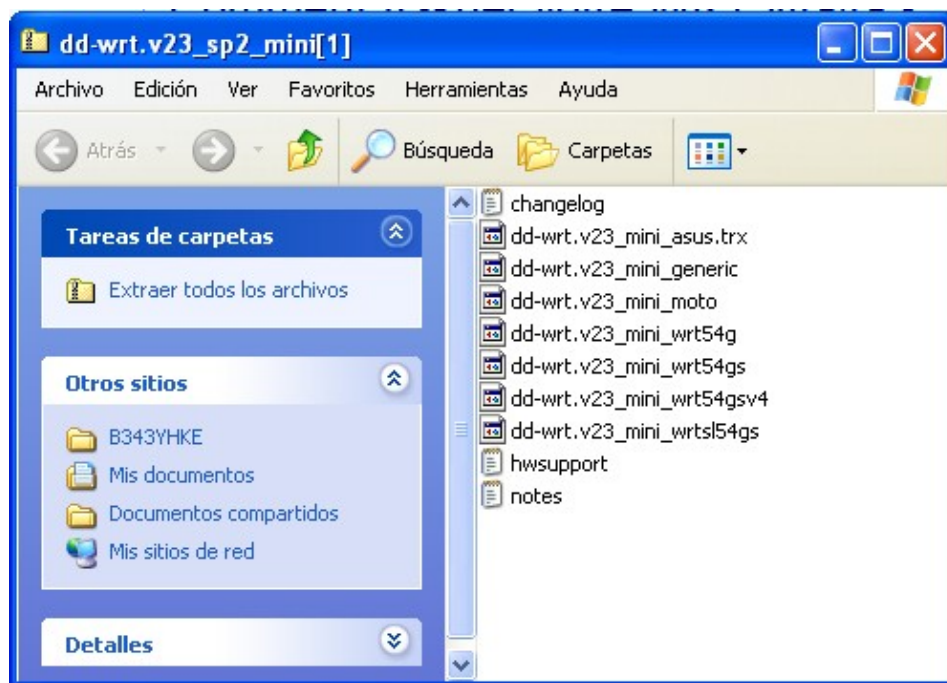 dd-wrt.v23_sp2_mini[1]
Archivo Edición Ver Favoritos Herramientas Ayuda
Atrás Búsqueda Carpetas
Tareas de carpetas
Extraer todos los archivos
Otros sitios
B343YHKE
Mis documentos
Documentos compartidos
Mis sitios de red
Detalles
changelog
dd-wrt.v23_mini_asus.trx
dd-wrt.v23_mini_generic
dd-wrt.v23_mini_moto
dd-wrt.v23_mini_wrt54g
dd-wrt.v23_mini_wrt54gs
dd-wrt.v23_mini_wrt54gsv4
dd-wrt.v23_mini_wrtsl54gs
hwsupport
notes